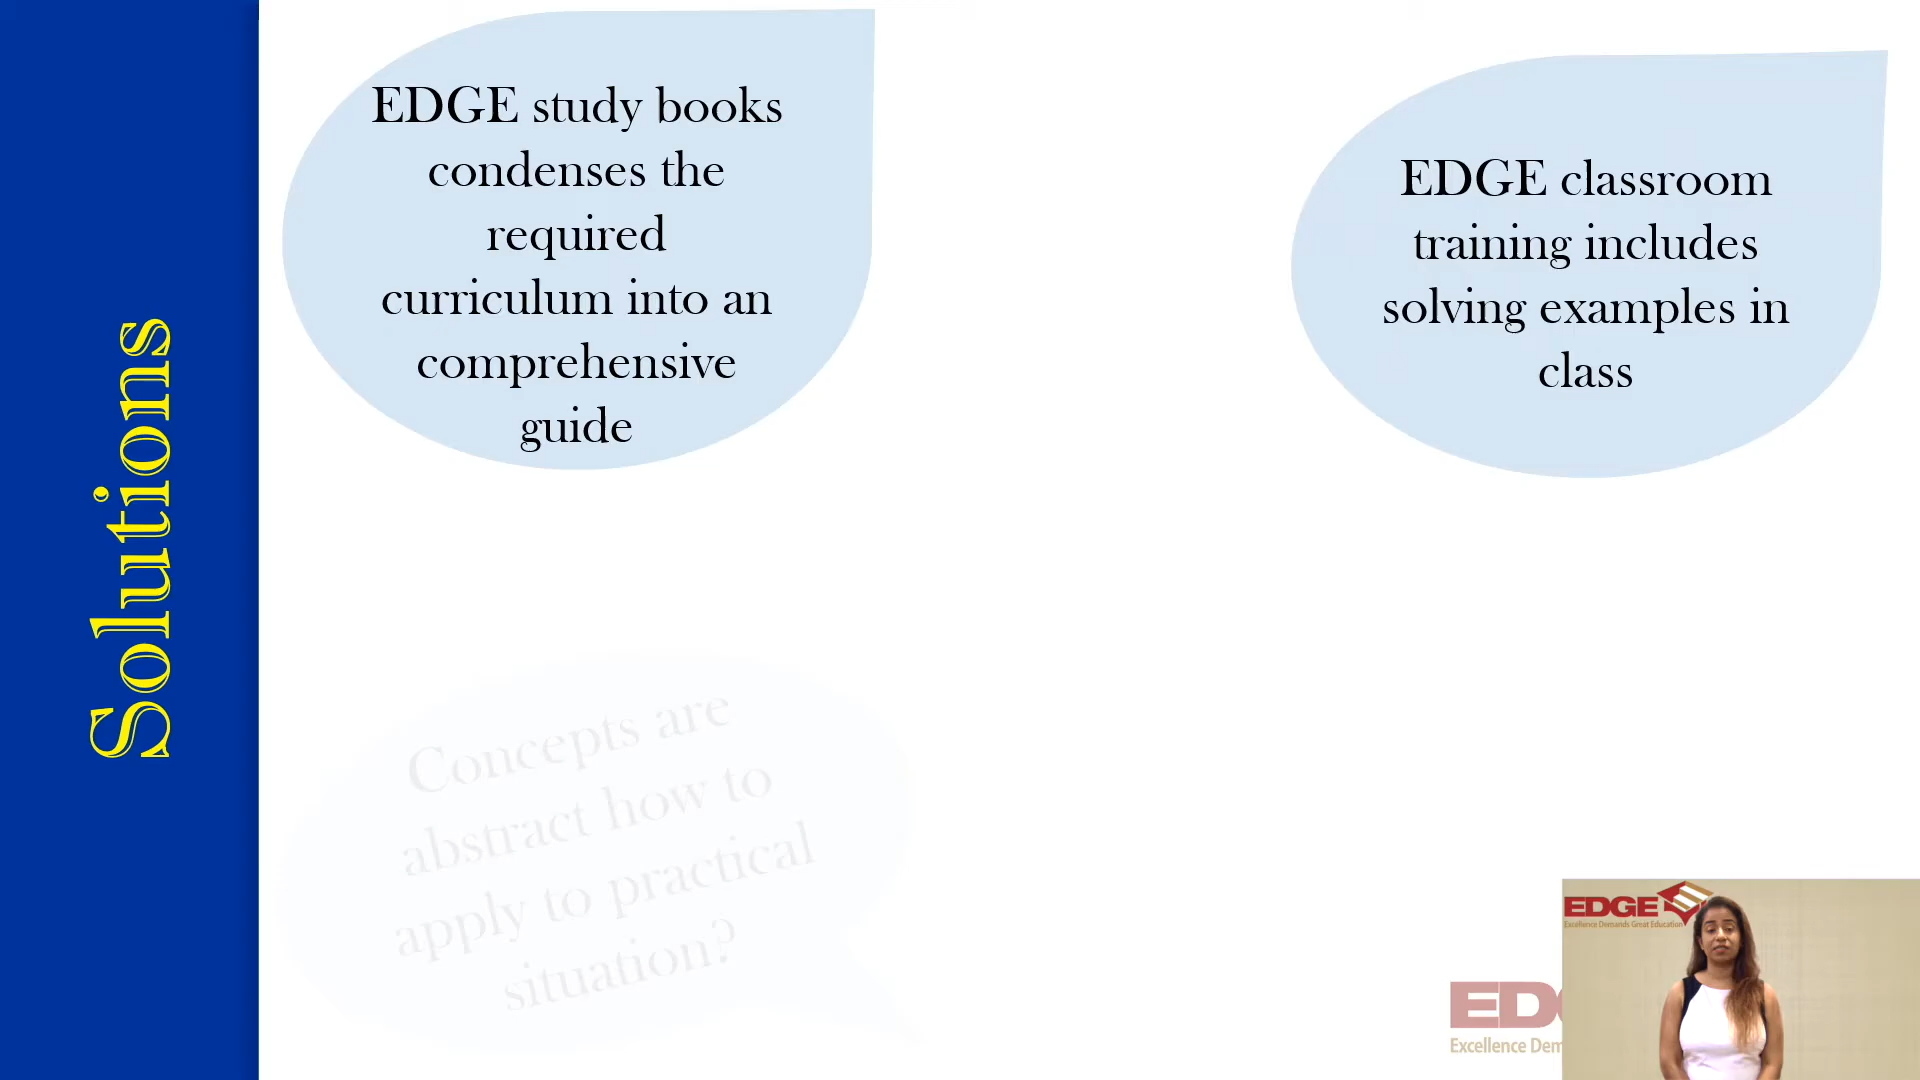 Solutions
EDGE study books
condenses the
required
curriculum into an
comprehensive
guide
EDGE classroom
training includes
solving examples in
class
Concepts are
abstract how to
apply to practical
situation?
EDGE
Excellence Demands Great Education
ED
Excellence Dem